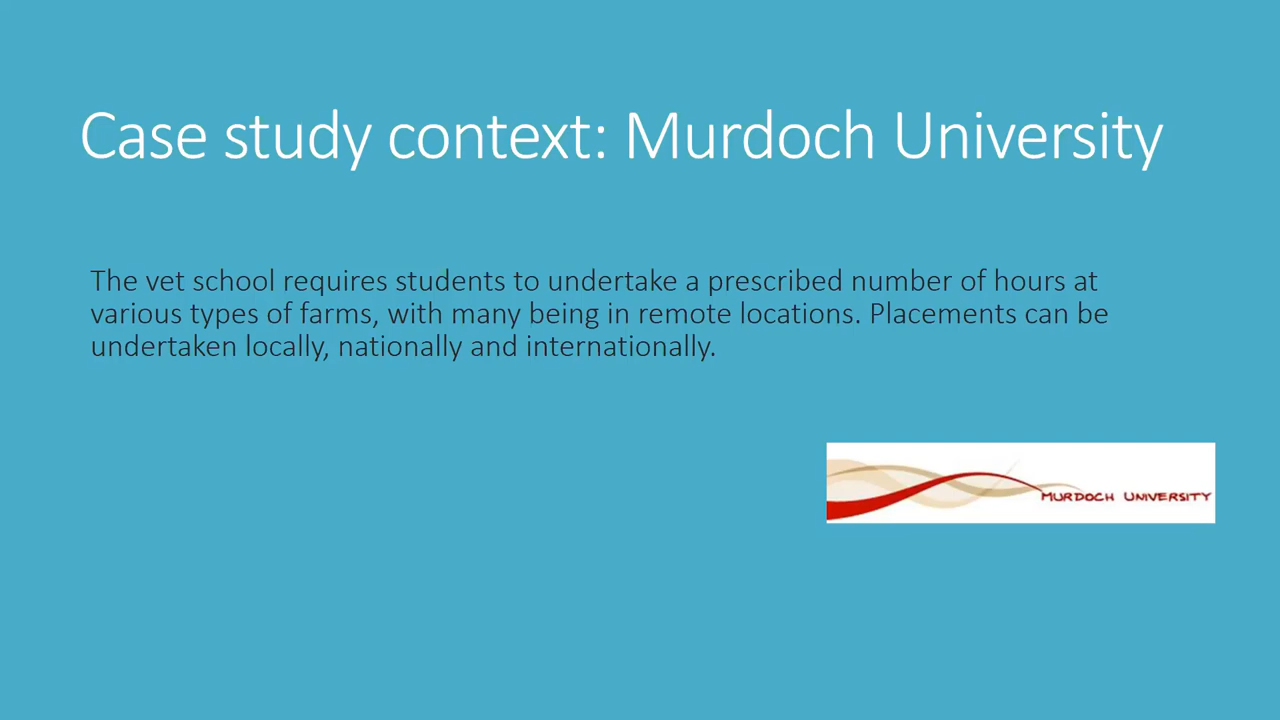 Case study context: Murdoch University
The vet school requires students to undertake a prescribed number of hours at
various types of farms, with many being in remote locations. Placements can be
undertaken locally, nationally and internationally.
MURDOCH UNIVERSITY